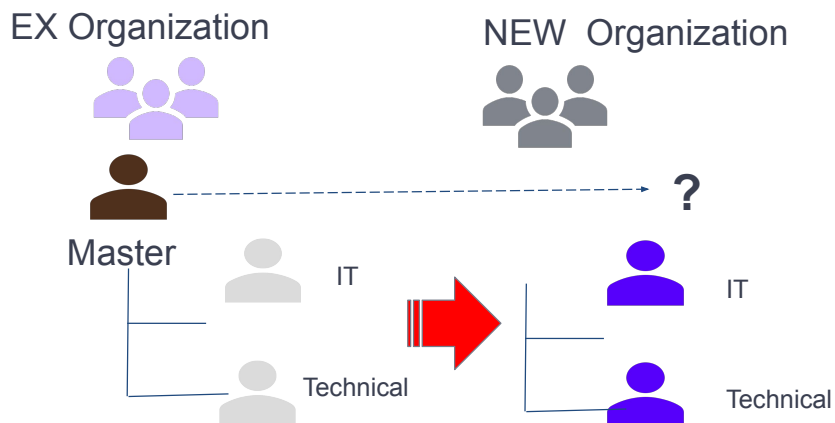 EX Organization
NEW Organization
?
Master
IT
IT
Technical
Technical